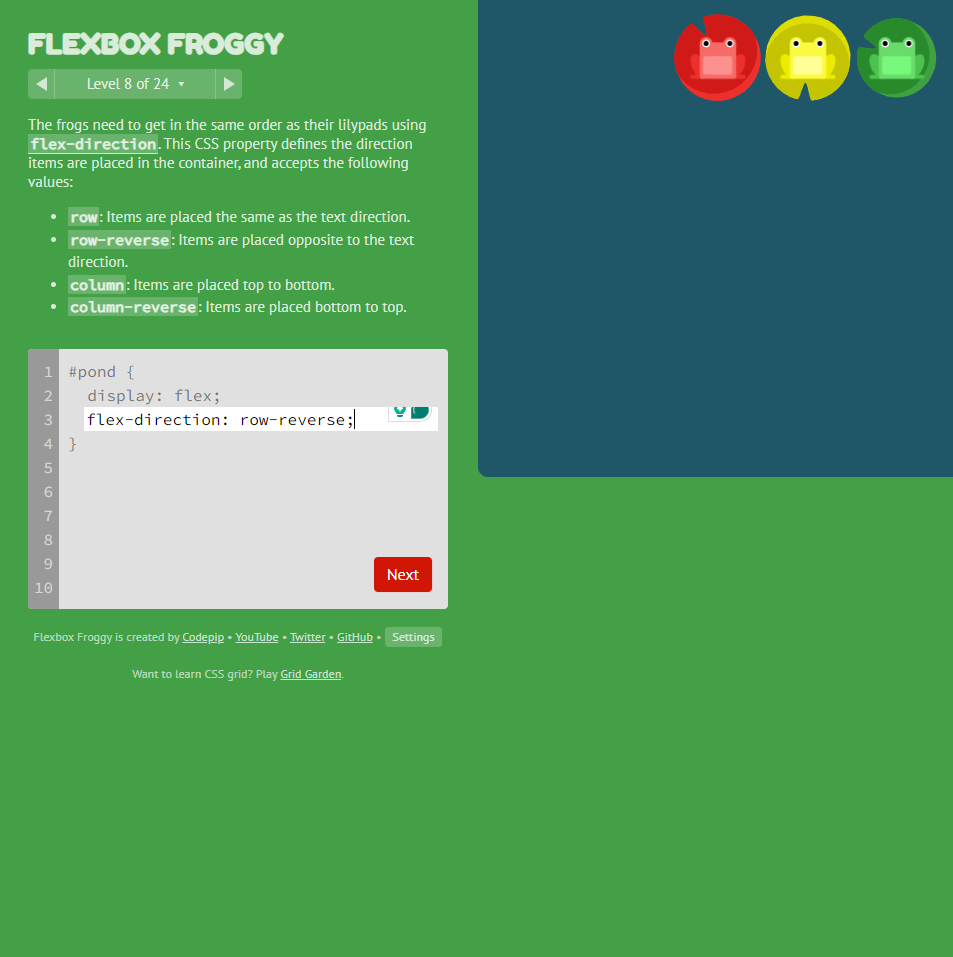 FLEXBOX FROGGY
Level 8 of 24
The frogs need to get in the same order as their lilypads using
flex-direction. This CSS property defines the direction
items are placed in the container, and accepts the following
values:
• row: Items are placed the same as the text direction.
• row-reverse: Items are placed opposite to the text
direction.
• column: Items are placed top to bottom.
• column-reverse: Items are placed bottom to top.
1 #pond {
2 display: flex;
3 flex-direction: row-reverse;
4 }
5
6
7
8
9
10
Next
Flexbox Froggy is created by Codepip • YouTube • Twitter • GitHub • Settings
Want to learn CSS grid? Play Grid Garden.